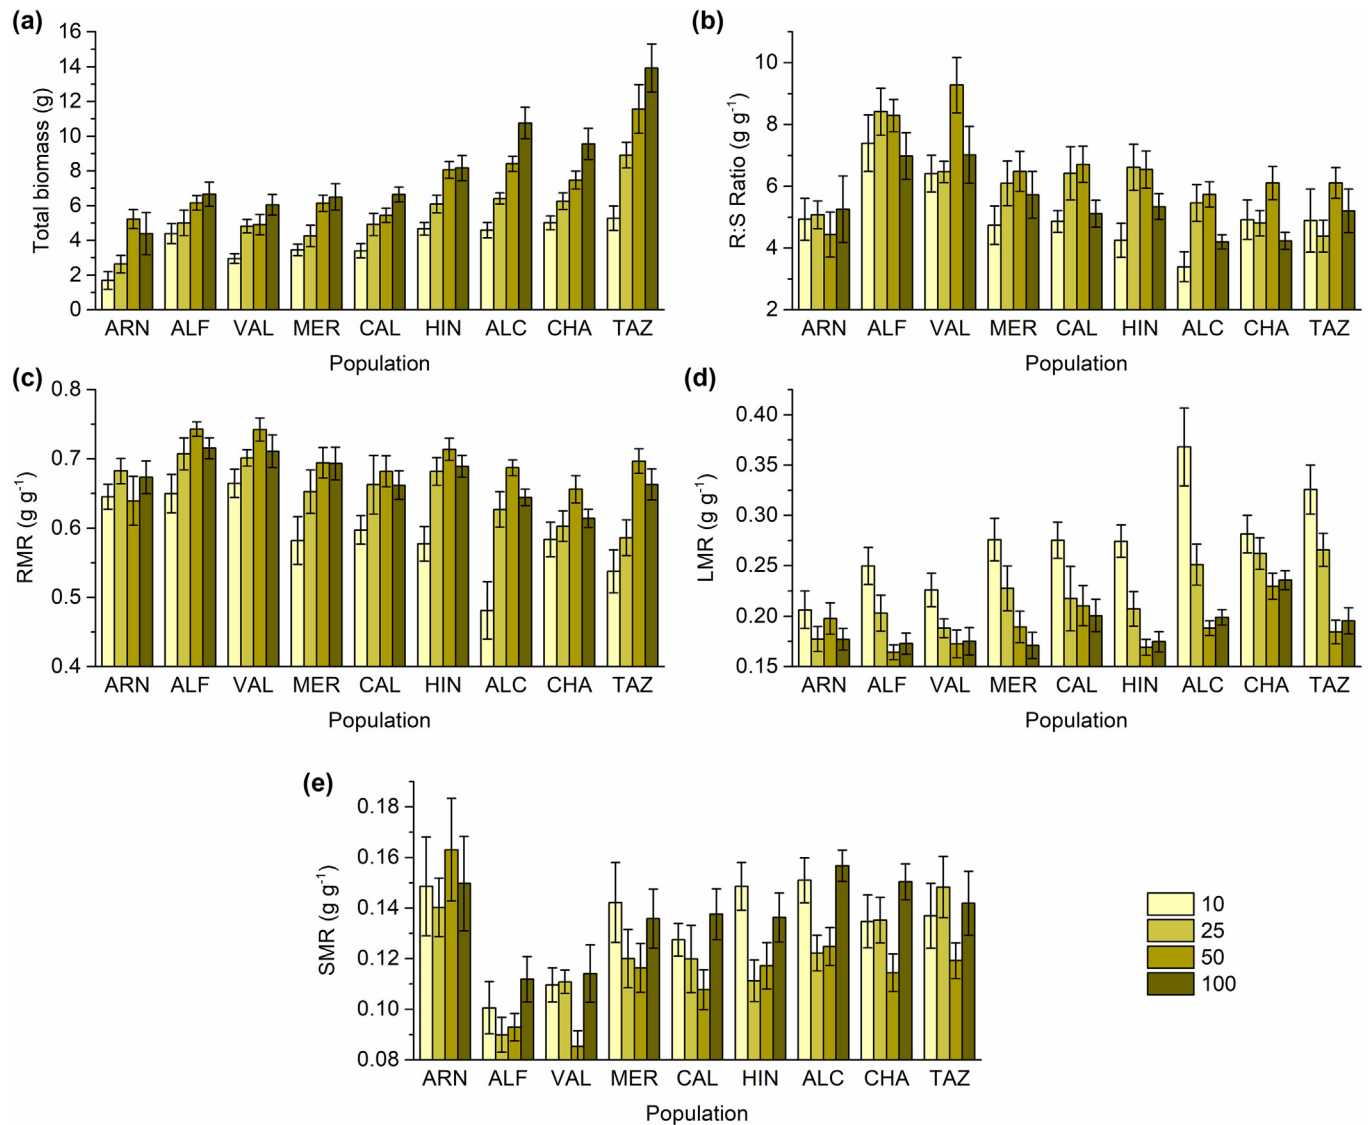 (a)
Total biomass (g)
16
14
12
10
8
6
4
2
0
ARN ALF VAL MER CAL HIN ALC CHA TAZ
Population
(b)
R:S Ratio (g g-1)
10
8
6
4
2
ARN ALF VAL MER CAL HIN ALC CHA TAZ
Population
(c)
RMR (g g-1)
0.8
0.7
0.6
0.5
0.4
ARN ALF VAL MER CAL HIN ALC CHA TAZ
Population
(d)
LMR (g g-1)
0.40
0.35
0.30
0.25
0.20
0.15
ARN ALF VAL MER CAL HIN ALC CHA TAZ
Population
(e)
SMR (g g-1)
0.18
0.16
0.14
0.12
0.10
0.08
ARN ALF VAL MER CAL HIN ALC CHA TAZ
Population
10
25
50
100